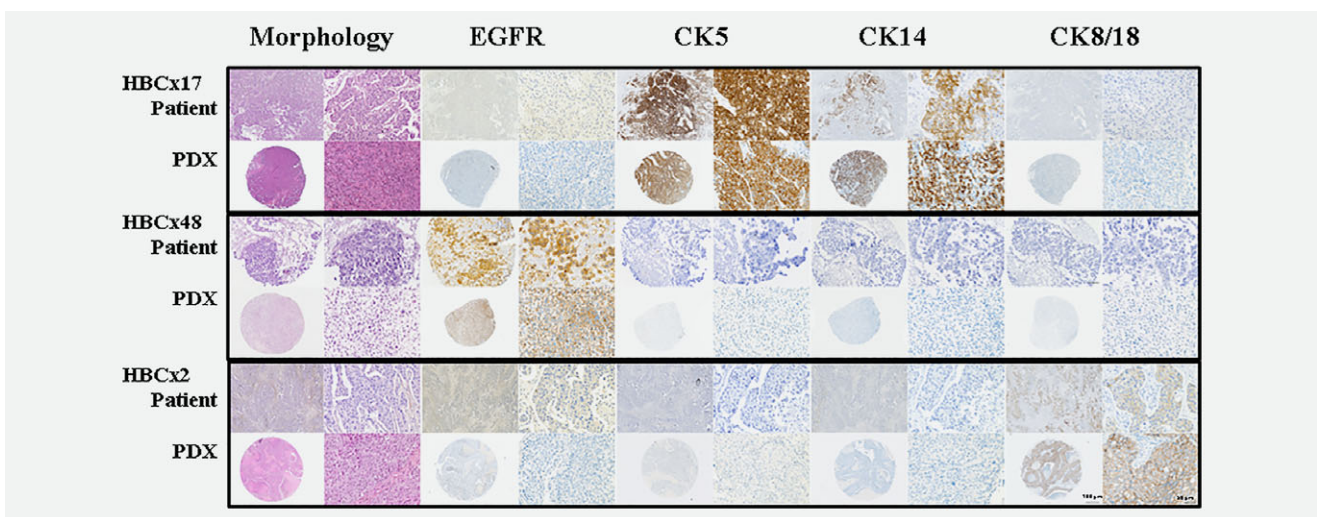 Morphology EGFR CK5 CK14 CK8/18
HBCx17
Patient
PDX
HBCx48
Patient
PDX
HBCx2
Patient
PDX